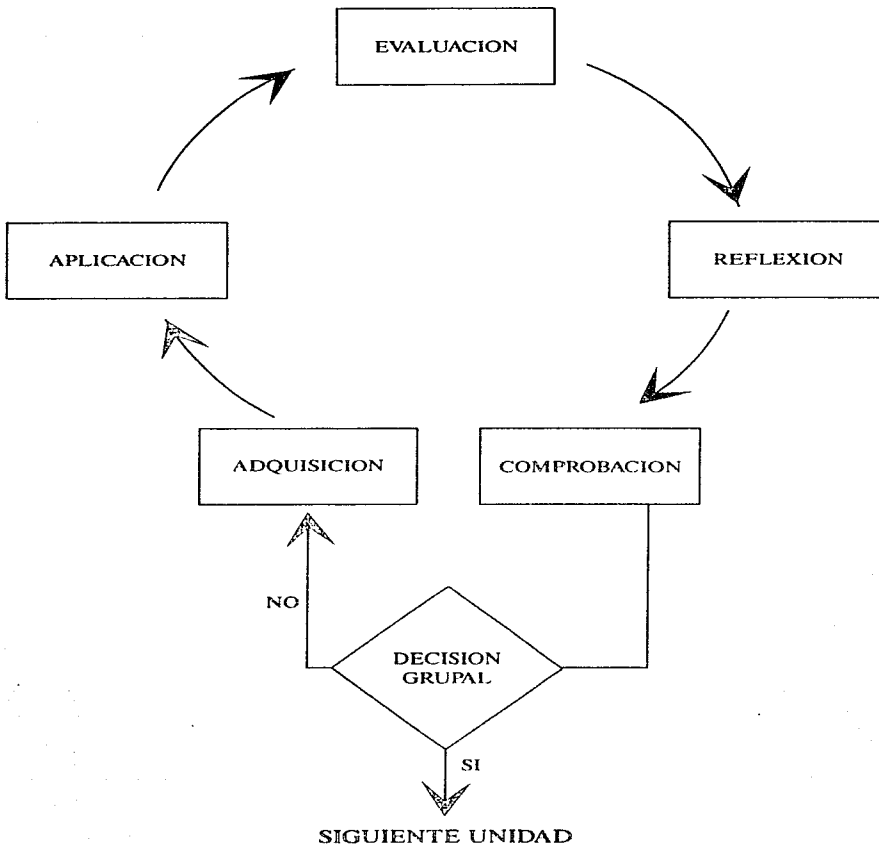 EVALUACION
APLICACION
REFLEXION
ADQUISICION
COMPROBACION
NO
DECISION
GRUPAL
SI
SIGUIENTE UNIDAD